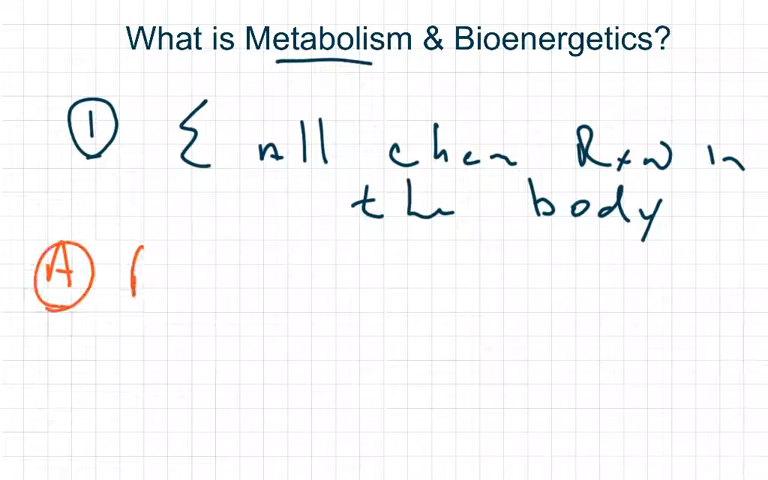 What is Metabolism & Bioenergetics?
1 Σ all chem Rxn in
the body
A